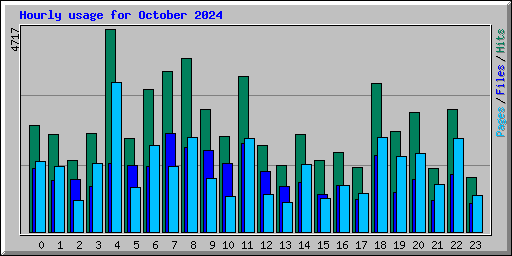 Hourly usage for October 2024
4717
Pages / Files / Hits
0 1 2 3 4 5 6 7 8 9 10 11 12 13 14 15 16 17 18 19 20 21 22 23